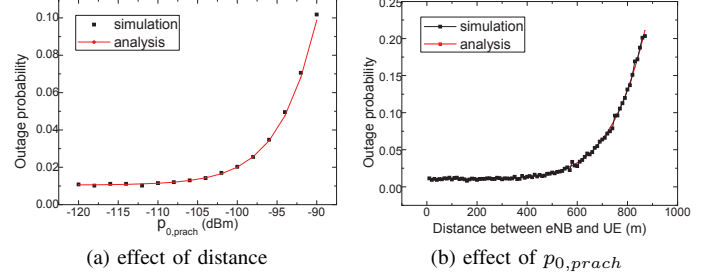 0.10
0.08
0.06
0.04
0.02
0.00
Outage probability
simulation
analysis
-120 -115 -110 -105 -100 -95 -90
p0,prach (dBm)
(a) effect of distance
0.25
0.20
0.15
0.10
0.05
0.00
Outage probability
simulation
analysis
0 200 400 600 800 1000
Distance between eNB and UE (m)
(b) effect of p0,prach